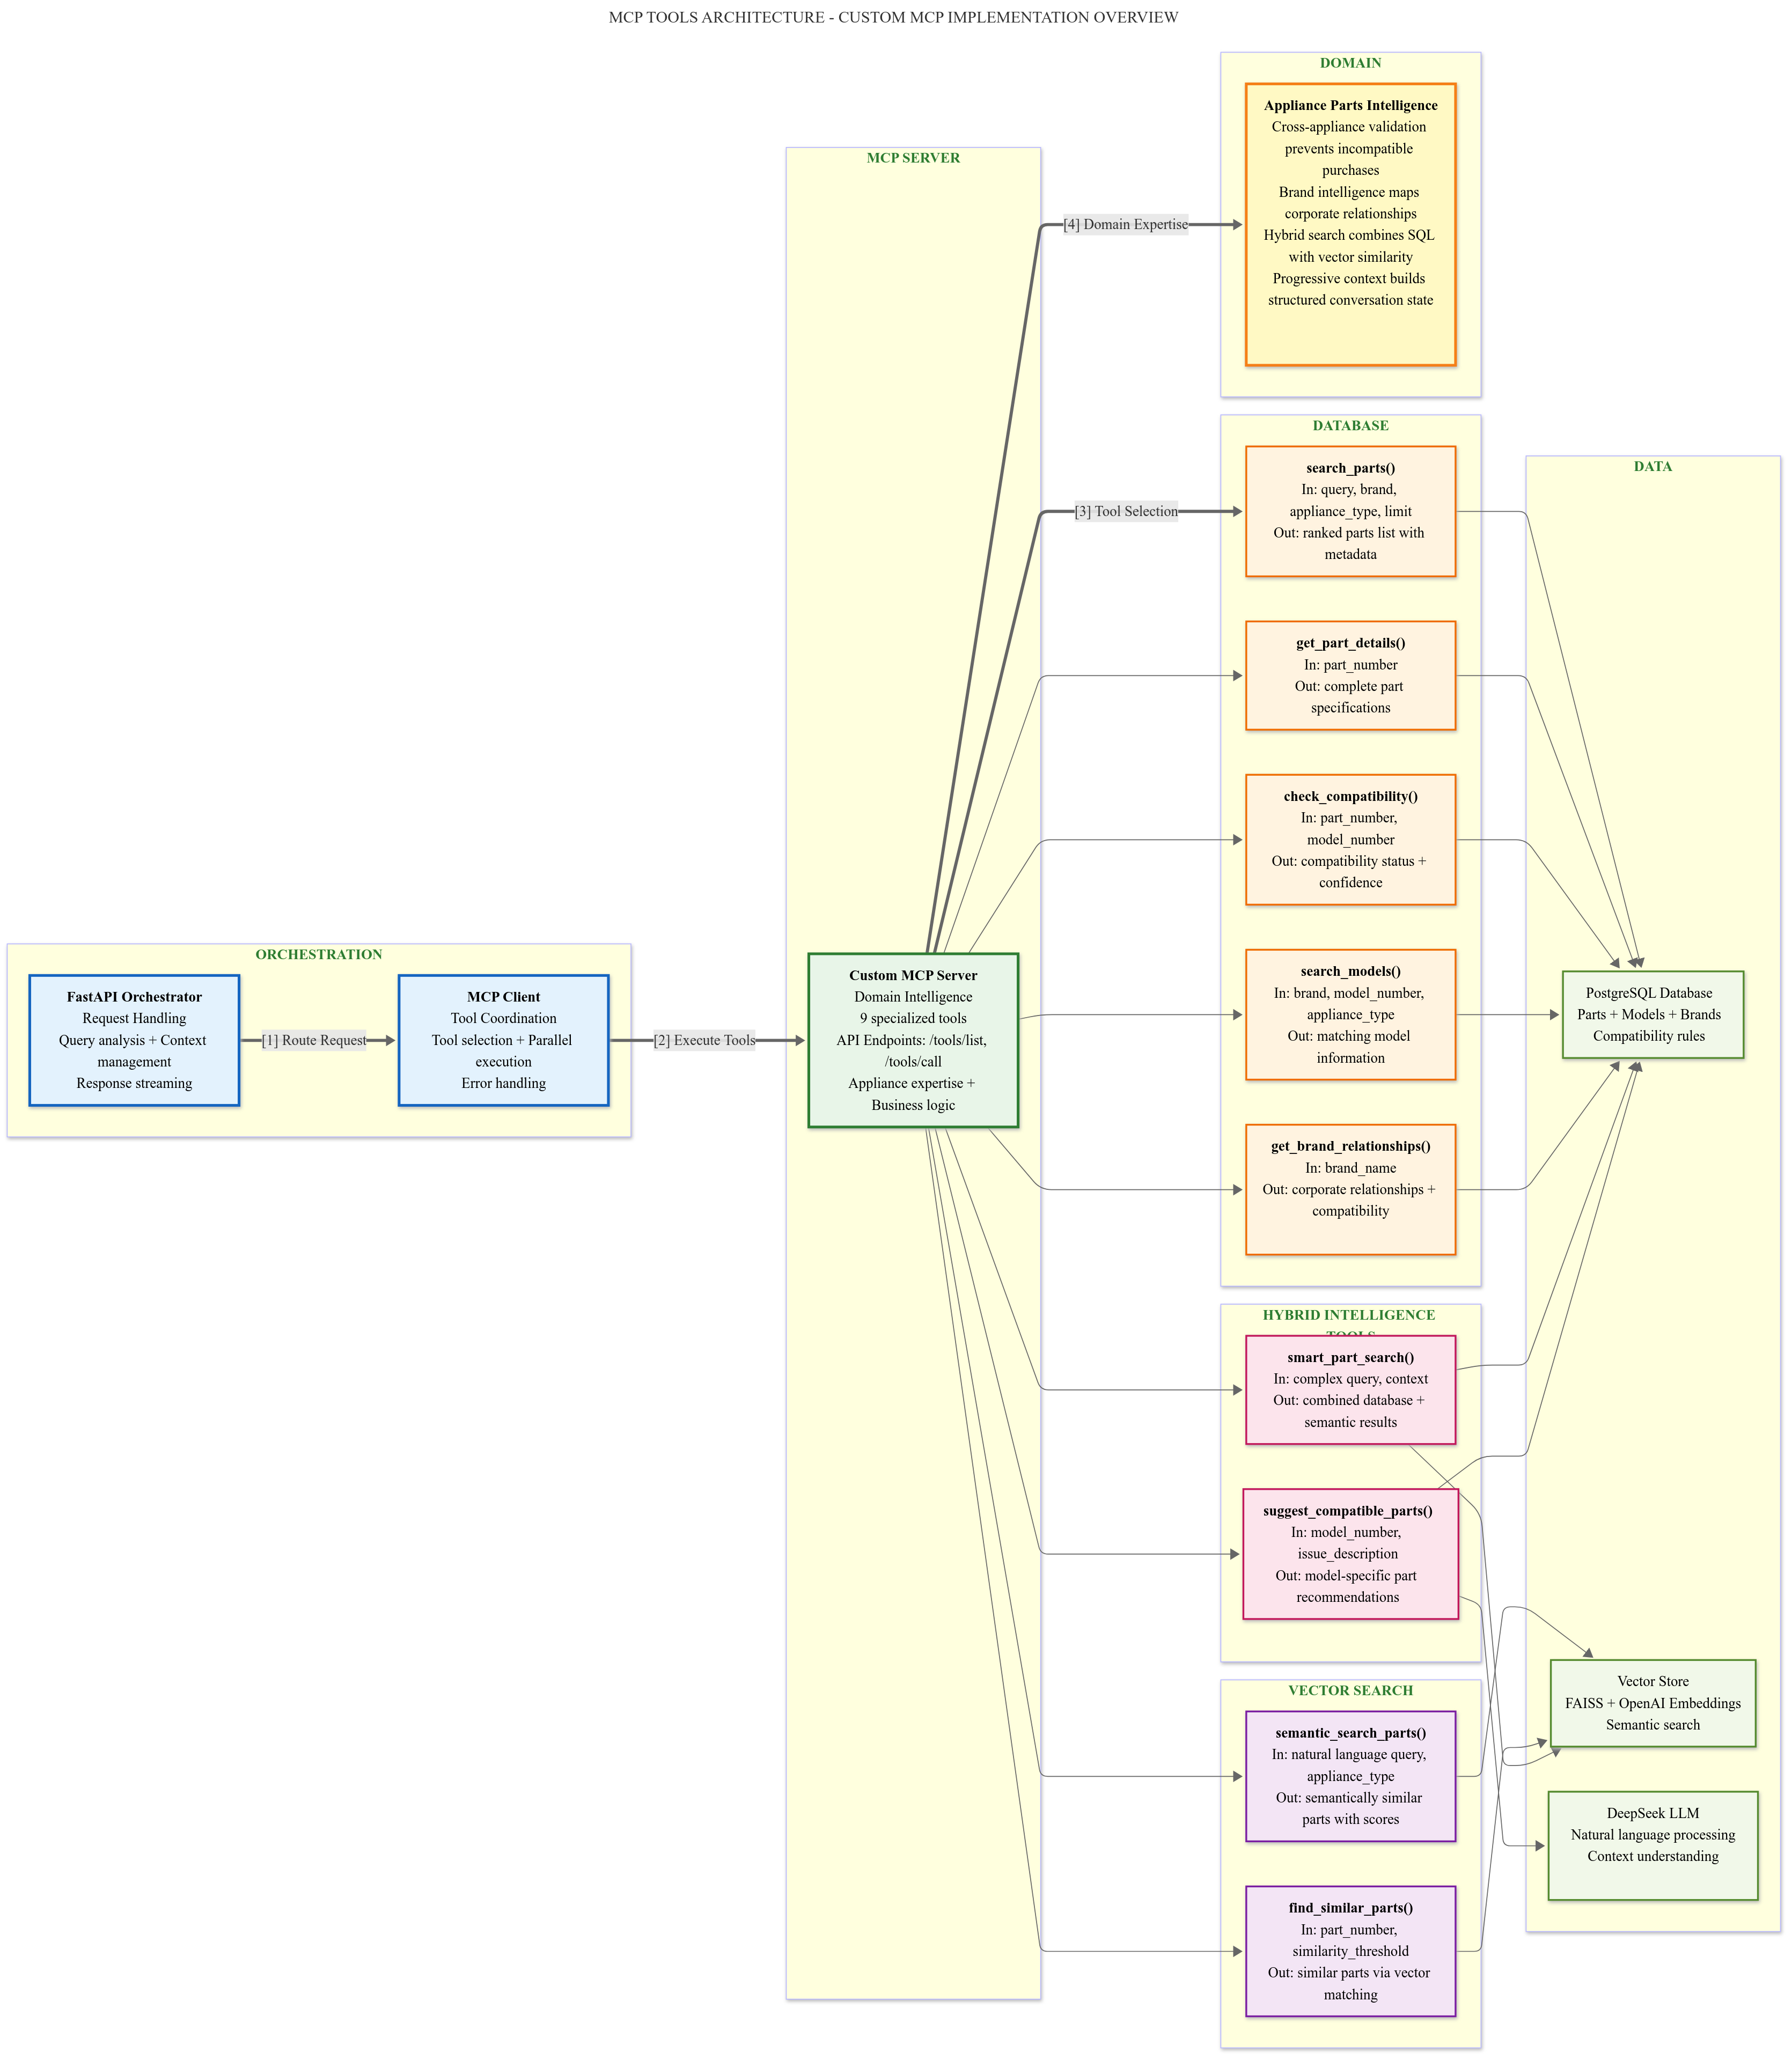 MCP TOOLS ARCHITECTURE - CUSTOM MCP IMPLEMENTATION OVERVIEW
ORCHESTRATION
FastAPI Orchestrator
Request Handling
Query analysis + Context
management
Response streaming
[1] Route Request
MCP Client
Tool Coordination
Tool selection + Parallel
execution
Error handling
[2] Execute Tools
MCP SERVER
Custom MCP Server
Domain Intelligence
9 specialized tools
API Endpoints: /tools/list,
/tools/call
Appliance expertise +
Business logic
[4] Domain Expertise
[3] Tool Selection
DOMAIN
Appliance Parts Intelligence
Cross-appliance validation
prevents incompatible
purchases
Brand intelligence maps
corporate relationships
Hybrid search combines SQL
with vector similarity
Progressive context builds
structured conversation state
DATABASE
search_parts()
In: query, brand,
appliance_type, limit
Out: ranked parts list with
metadata
get_part_details()
In: part_number
Out: complete part
specifications
check_compatibility()
In: part_number,
model_number
Out: compatibility status +
confidence
search_models()
In: brand, model_number,
appliance_type
Out: matching model
information
get_brand_relationships()
In: brand_name
Out: corporate relationships +
compatibility
HYBRID INTELLIGENCE
TOOLS
smart_part_search()
In: complex query, context
Out: combined database +
semantic results
suggest_compatible_parts()
In: model_number,
issue_description
Out: model-specific part
recommendations
VECTOR SEARCH
semantic_search_parts()
In: natural language query,
appliance_type
Out: semantically similar
parts with scores
find_similar_parts()
In: part_number,
similarity_threshold
Out: similar parts via vector
matching
DATA
PostgreSQL Database
Parts + Models + Brands
Compatibility rules
Vector Store
FAISS + OpenAI Embeddings
Semantic search
DeepSeek LLM
Natural language processing
Context understanding